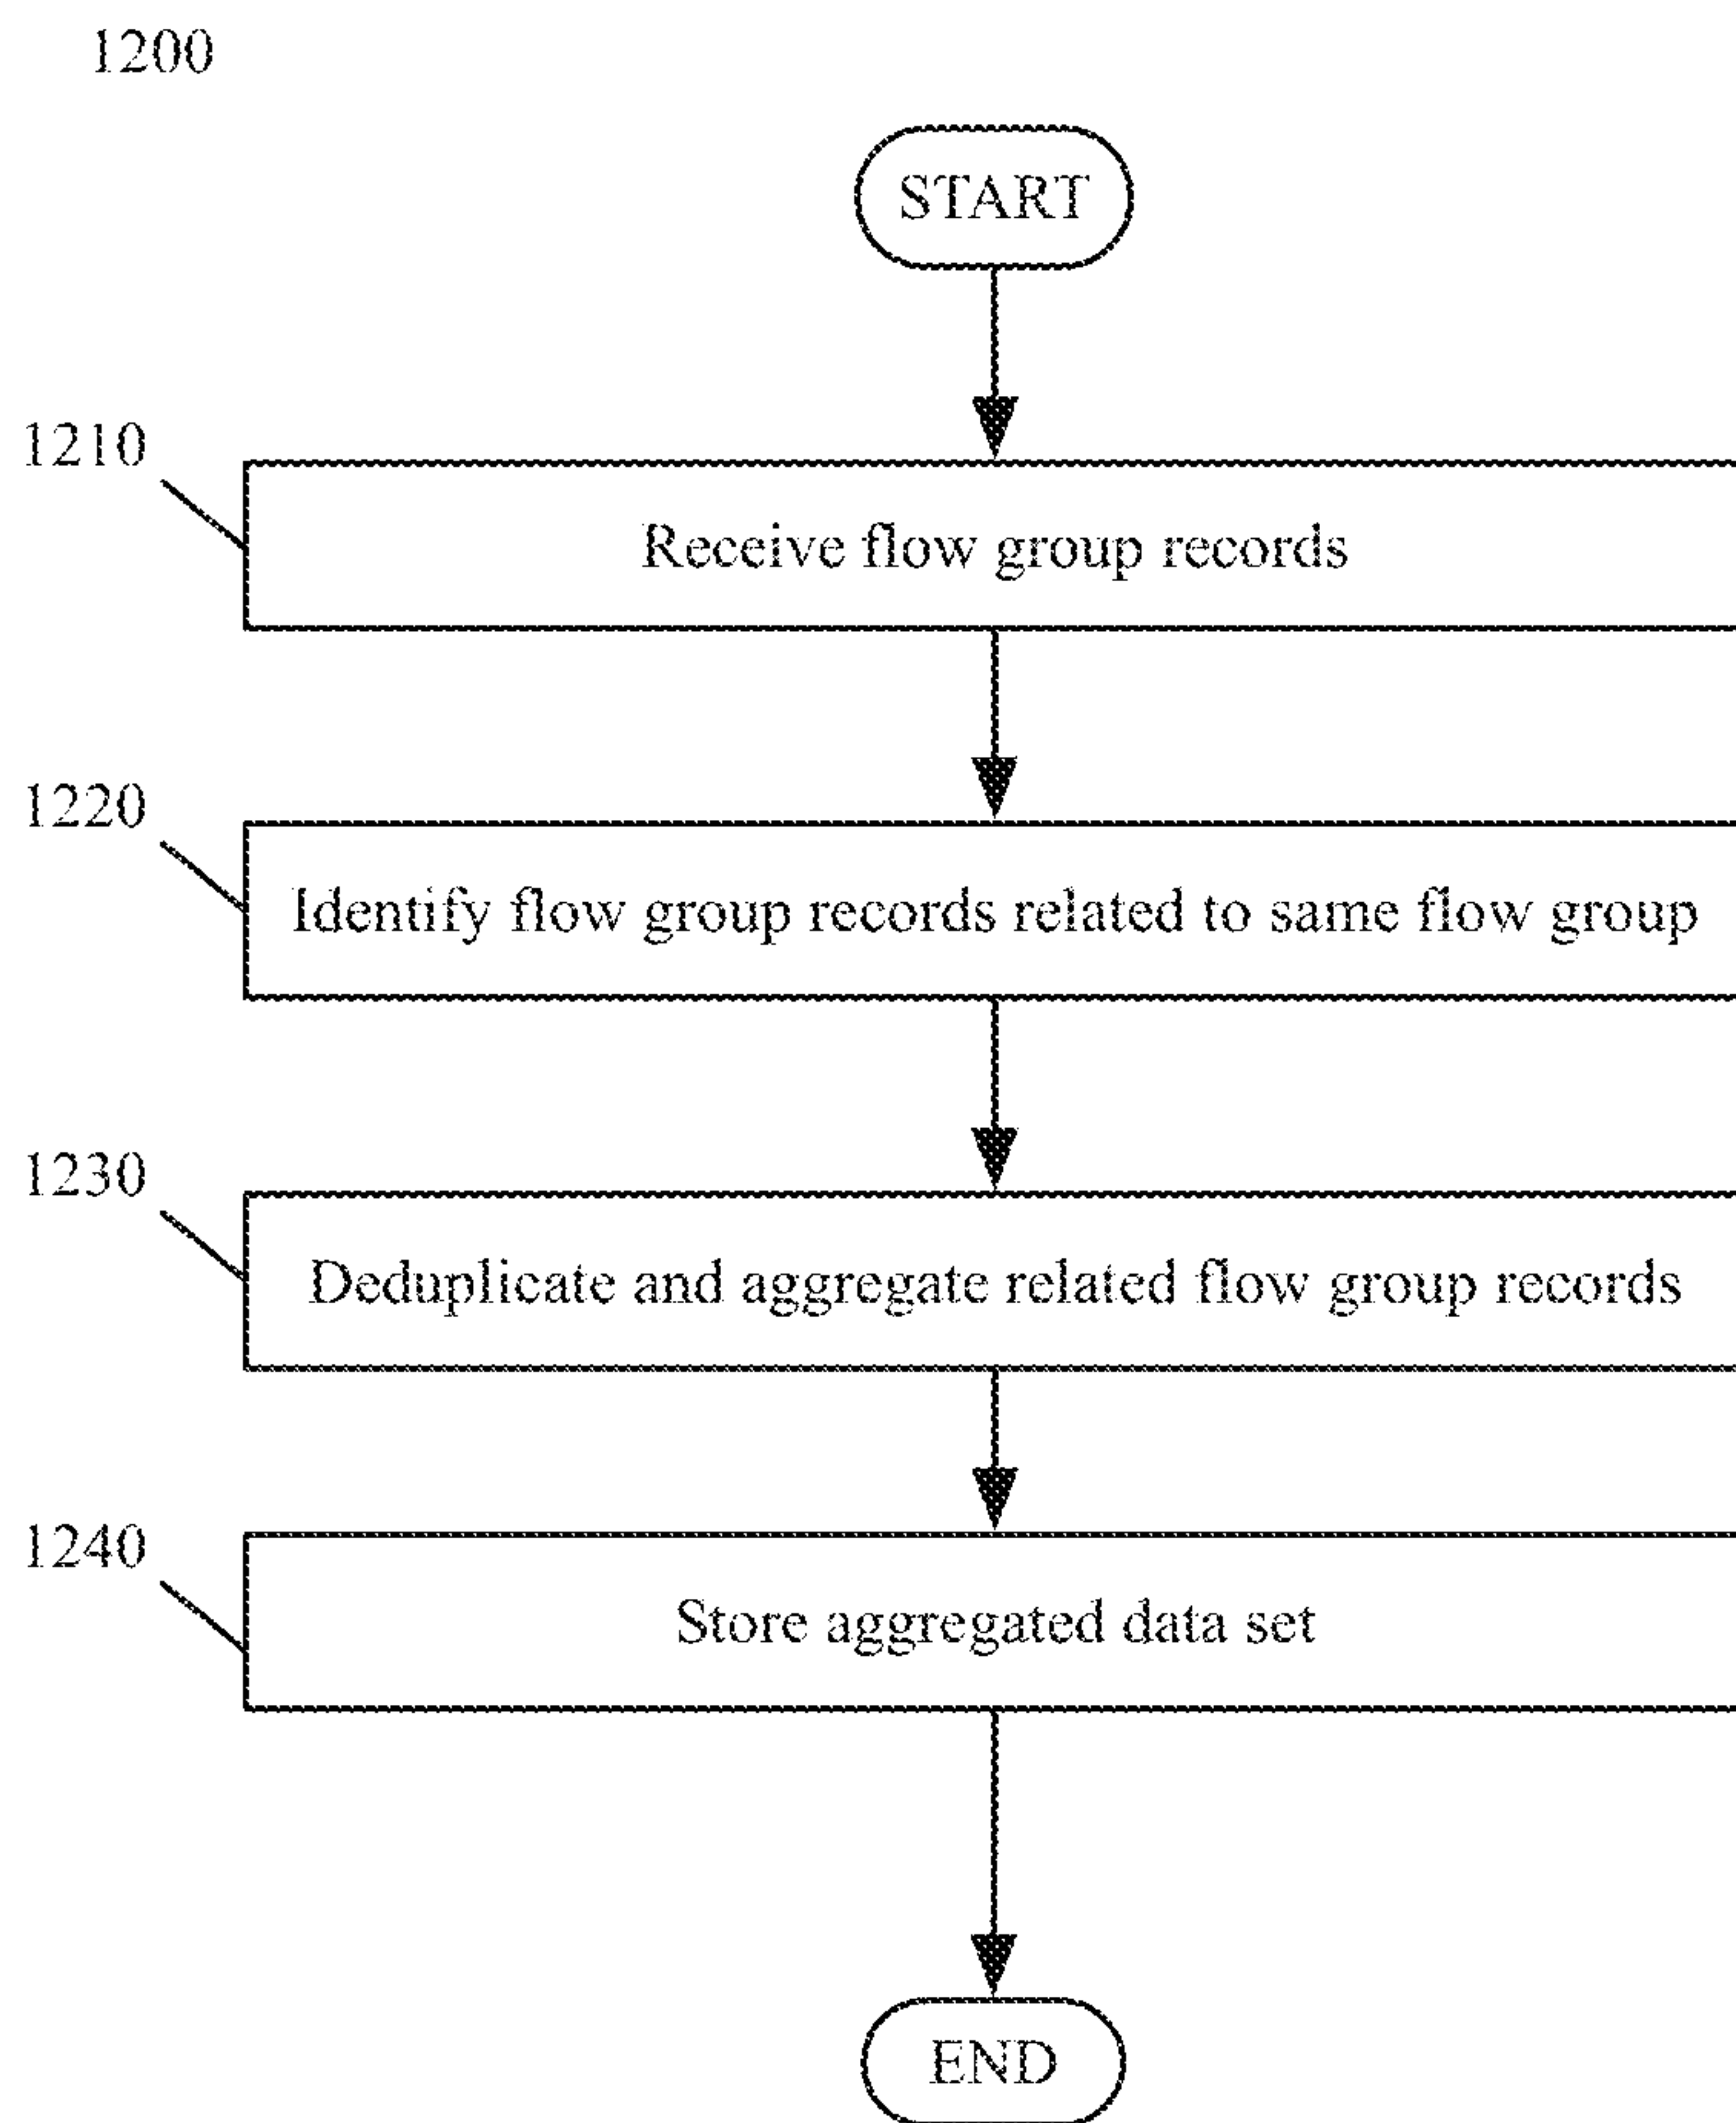 1200
START
1210
Receive flow group records
1220
Identify flow group records related to same flow group
1230
Deduplicate and aggregate related flow group records
1240
Store aggregated data set
END